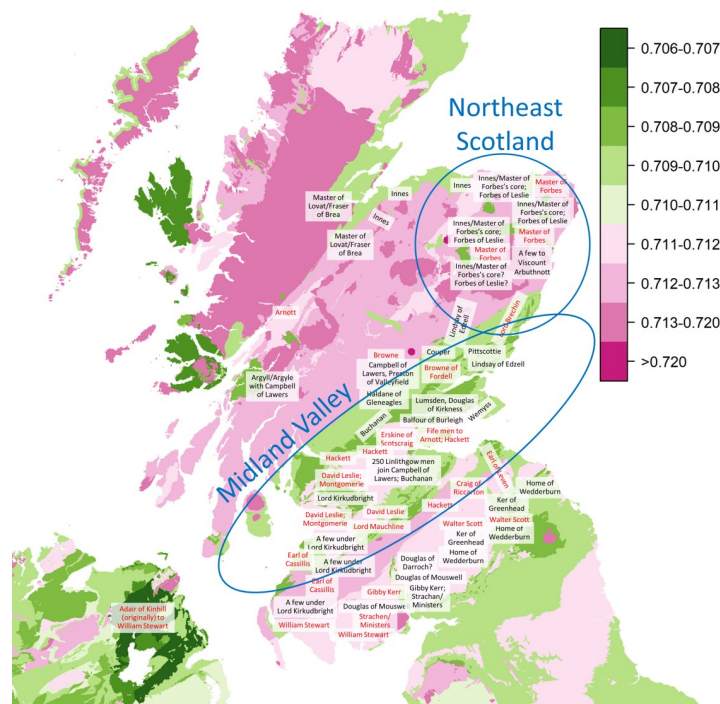 0.706-0.707
0.707-0.708
0.708-0.709
0.709-0.710
0.710-0.711
0.711-0.712
0.712-0.713
0.713-0.720
>0.720
Northeast
Scotland
Innes/Master of
Forbes's core;
Forbes of Leslie
Innes
Master of
Forbes
Innes
Master of
Lovat/Fraser
of Brea
Innes
Innes/Master of
Forbes's core;
Forbes of Leslie
Innes/Master of
Forbes's core;
Forbes of Leslie
Master of
Forbes
Master of
Lovat/Fraser
of Brea
Master of
Forbes
A few to
Viscount
Arbuthnott
Innes/Master of
Forbes's core?
Forbes of Leslie?
Arnott
Lindsay of
Edzell
Lord Brechin
Browne
Couper
Pittscottie
Campbell of
Lawers, Preston
of Valleyfield
Browne of
Fordell
Lindsay of Edzell
Argyll/Argyle
with Campbell
of Lawers
Haldane of
Gleneagles
Lumsden, Douglas
of Kirkness
Wemyss
Midland Valley
Buchanan
Balfour of Burleigh
Erskine of
Scotscraig
Fife men to
Arnott; Hackett
Hackett
Hackett
250 Linlithgow men
join Campbell of
Lawers; Buchanan
Earl of Leven
David Leslie;
Montgomerie
Craig of
Riccarton
Home of
Wedderburn
Lord Kirkudbright
Hackett
Ker of
Greenhead
David Leslie;
Montgomerie
David Leslie
Lord Mauchline
Walter Scott
Walter Scott
Home of
Wedderburn
A few under
Lord Kirkudbright
Ker of
Greenhead
Home of
Wedderburn
Earl of
Cassillis
A few under
Lord Kirkudbright
Douglas of
Darroch?
Douglas of Mouswell
Earl of
Cassillis
Gibby Kerr
Gibby Kerr;
Strachan/
Ministers
A few under
Lord Kirkudbright
Douglas of Mouswe
Strachen/
Ministers
William Stewart
William Stewart
Adair of Kinhill
(originally) to
William Stewart